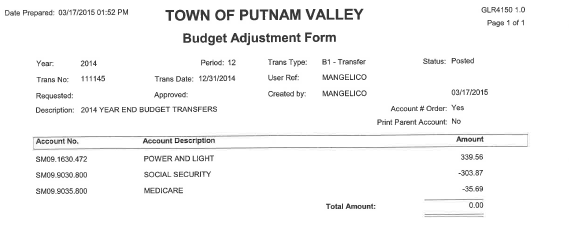 Date Prepared: 03/17/2015 01:52 PM TOWN OF PUTNAM VALLEY GLR4150 1.0
Page 1 of 1
Budget Adjustment Form
Year: 2014 Period: 12 Trans Type: B1 - Transfer Status: Posted
Trans No: 111145 Trans Date: 12/31/2014 User Ref: MANGELICO
Requested: Approved: Created by: MANGELICO 03/17/2015
Description: 2014 YEAR END BUDGET TRANSFERS Account # Order: Yes
Print Parent Account: No
Account No. Account Description Amount
SM09.1630.472 POWER AND LIGHT 339.56
SM09.9030.800 SOCIAL SECURITY -303.87
SM09.9035.800 MEDICARE -35.69
Total Amount: 0.00